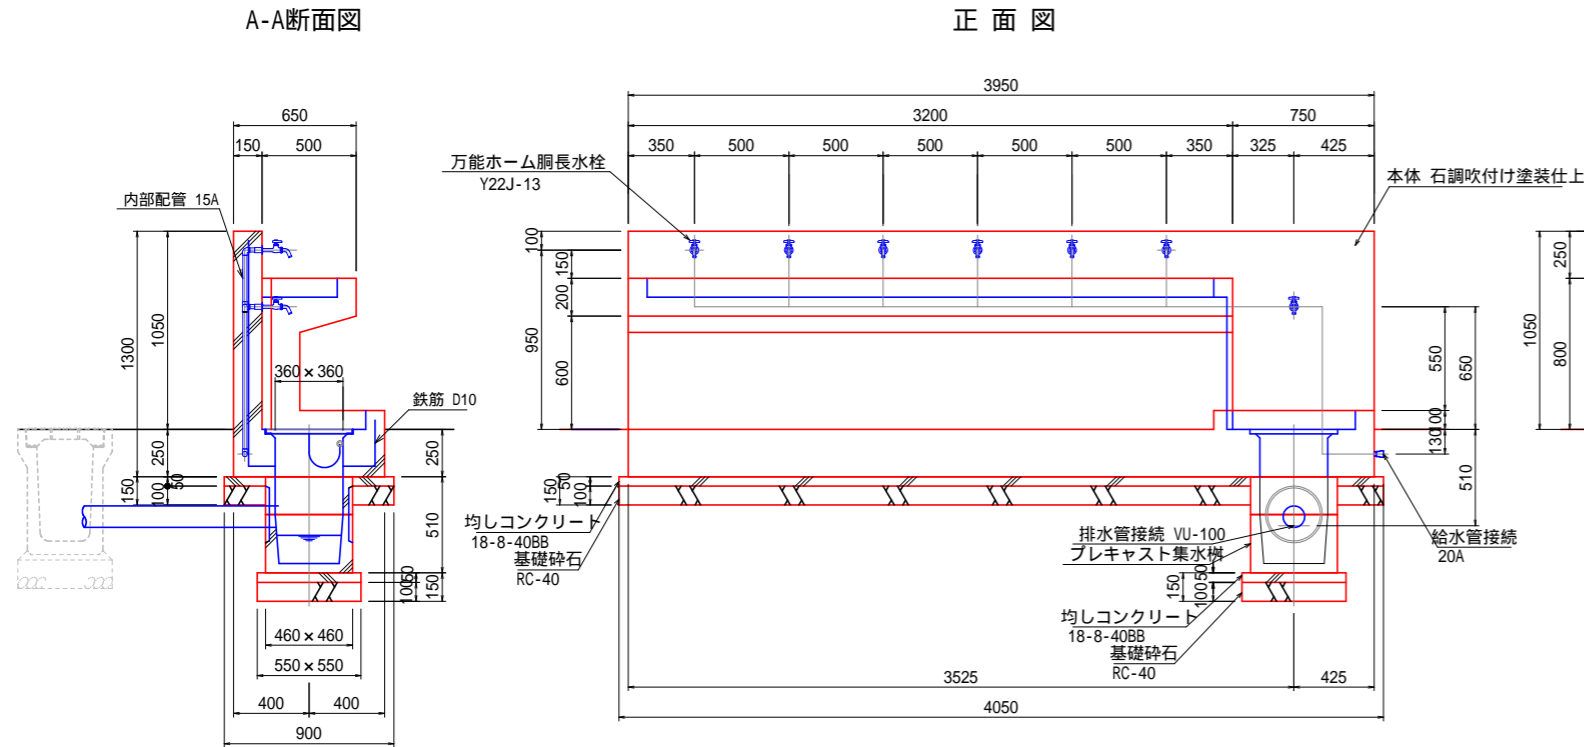 A-A断面図
正 面 図
3950
650
3200
750
150
500
350
500
500
500
500
500
350
325
425
万能ホーム胴長水栓
Y22J-13
本体 石調吹付け塗装仕上
内部配管 15A
1300
1050
250
150
100
50
360×360
鉄筋 D10
250
510
100
50
150
460×460
550×550
400
400
900
100
150
200
950
600
150
50
100
均しコンクリート
18-8-40BB
基礎砕石
RC-40
550
650
100
130
510
1050
250
800
排水管接続 VU-100
プレキャスト集水桝
給水管接続
20A
150
100
50
均しコンクリート
18-8-40BB
基礎砕石
RC-40
3525
425
4050